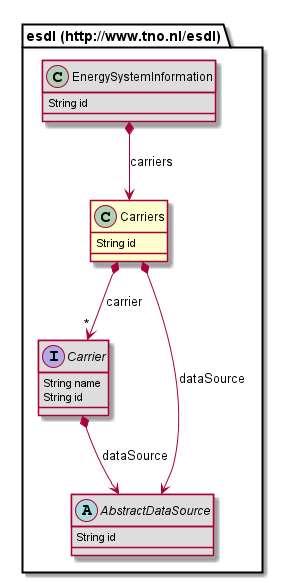 esdl (http://www.tno.nl/esdl)
C EnergySystemInformation
String id
carriers
C Carriers
String id
carrier
*
I Carrier
String name
String id
dataSource
dataSource
A AbstractDataSource
String id